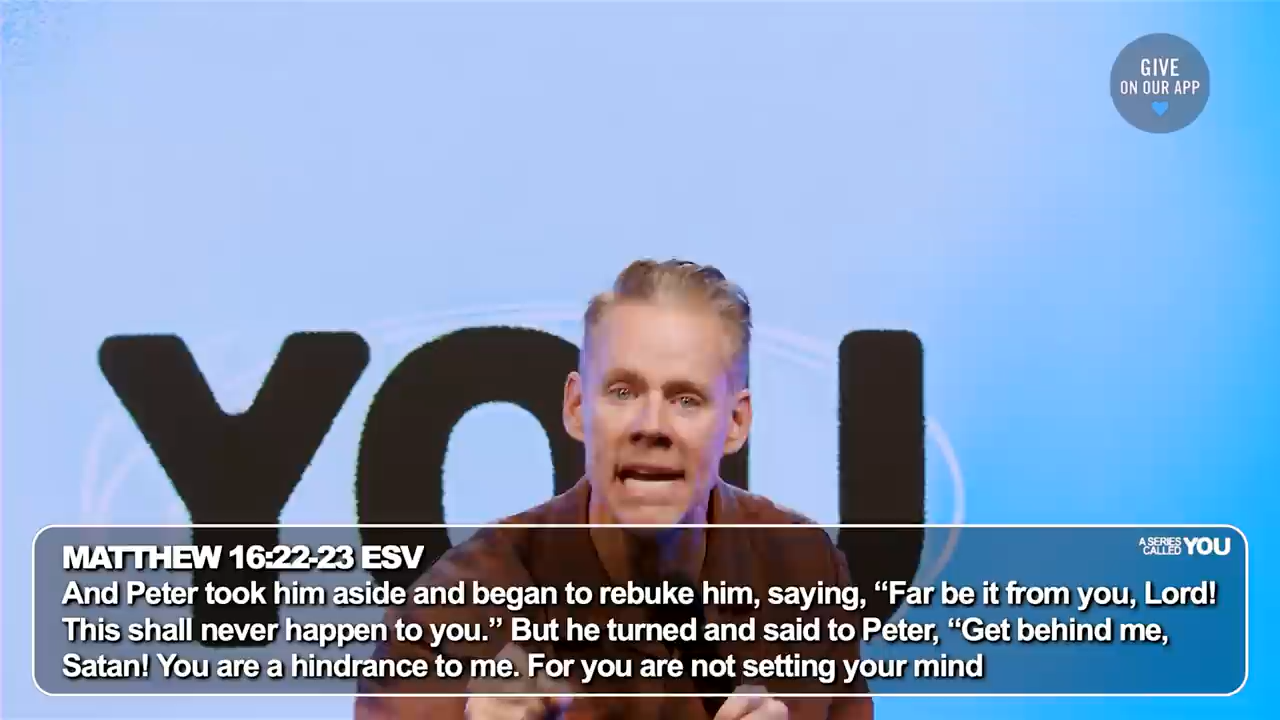 GIVE
ON OUR APP
YOU
MATTHEW 16:22-23 ESV
A SERIES
CALLED YOU
And Peter took him aside and began to rebuke him, saying, “Far be it from you, Lord!
This shall never happen to you.” But he turned and said to Peter, “Get behind me,
Satan! You are a hindrance to me. For you are not setting your mind